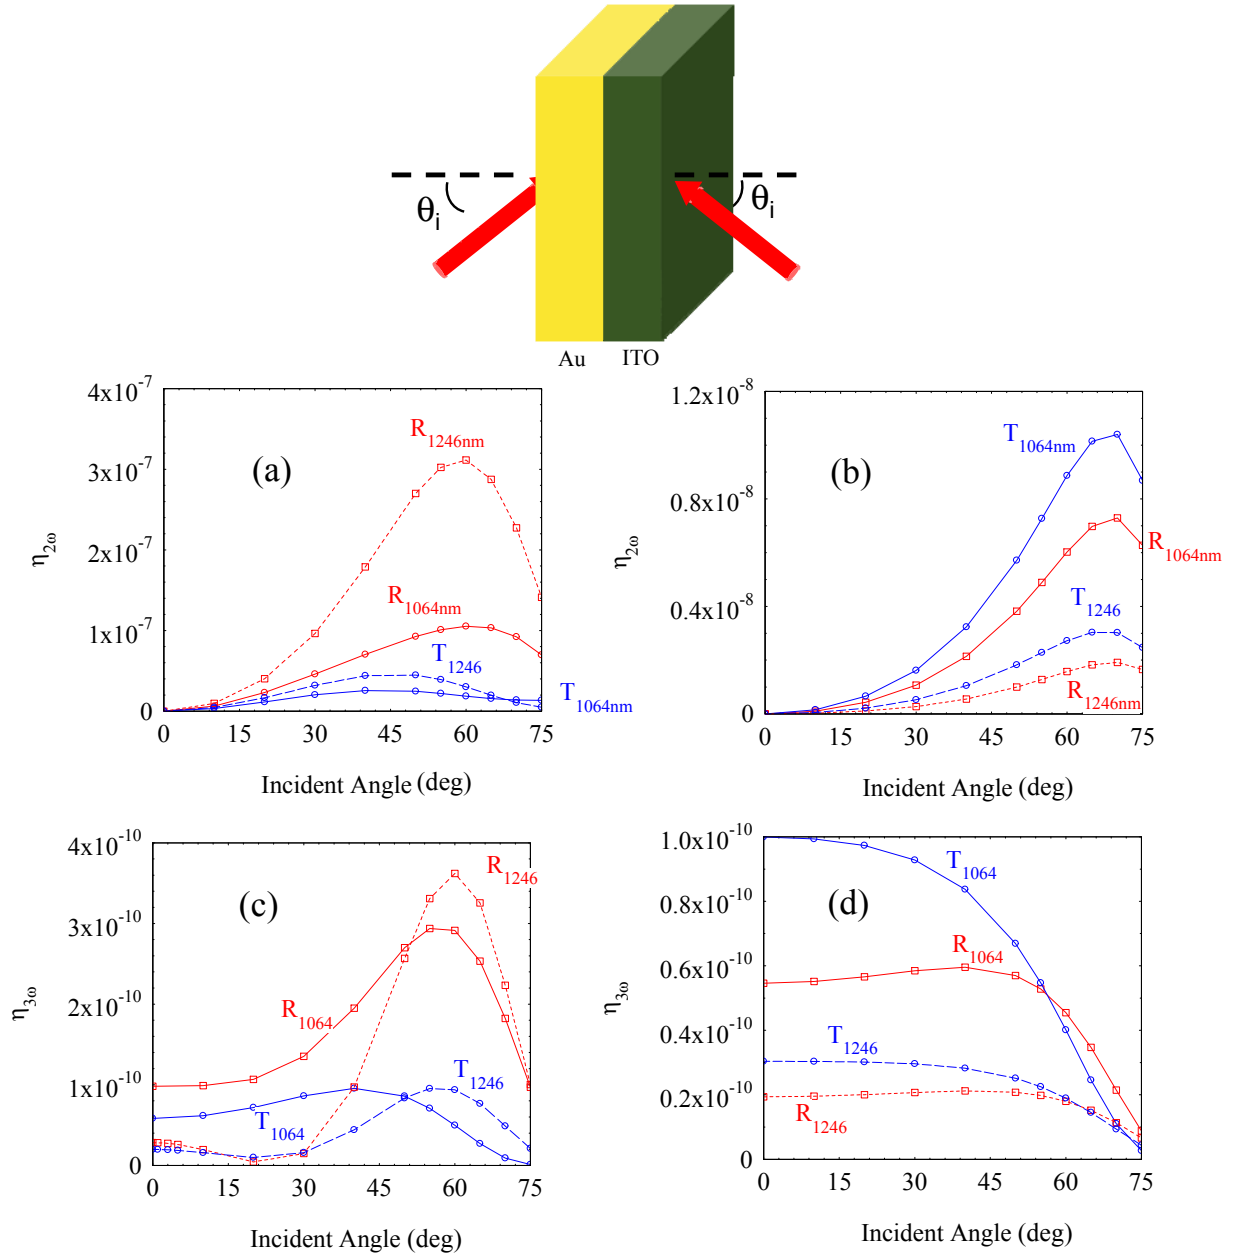 θi
θi
Au
ITO
4x10-7
3x10-7
2x10-7
1x10-7
0
η2ω
(a)
R1246nm
R1064nm
T1246
T1064nm
0 15 30 45 60 75
Incident Angle (deg)
1.2x10-8
0.8x10-8
0.4x10-8
0
η2ω
(b)
T1064nm
R1064nm
T1246
R1246nm
0 15 30 45 60 75
Incident Angle (deg)
4x10-10
3x10-10
2x10-10
1x10-10
0
η3ω
(c)
R1246
R1064
T1246
T1064
0 15 30 45 60 75
Incident Angle (deg)
1.0x10-10
0.8x10-10
0.6x10-10
0.4x10-10
0.2x10-10
0
η3ω
(d)
T1064
R1064
T1246
R1246
0 15 30 45 60 75
Incident Angle (deg)